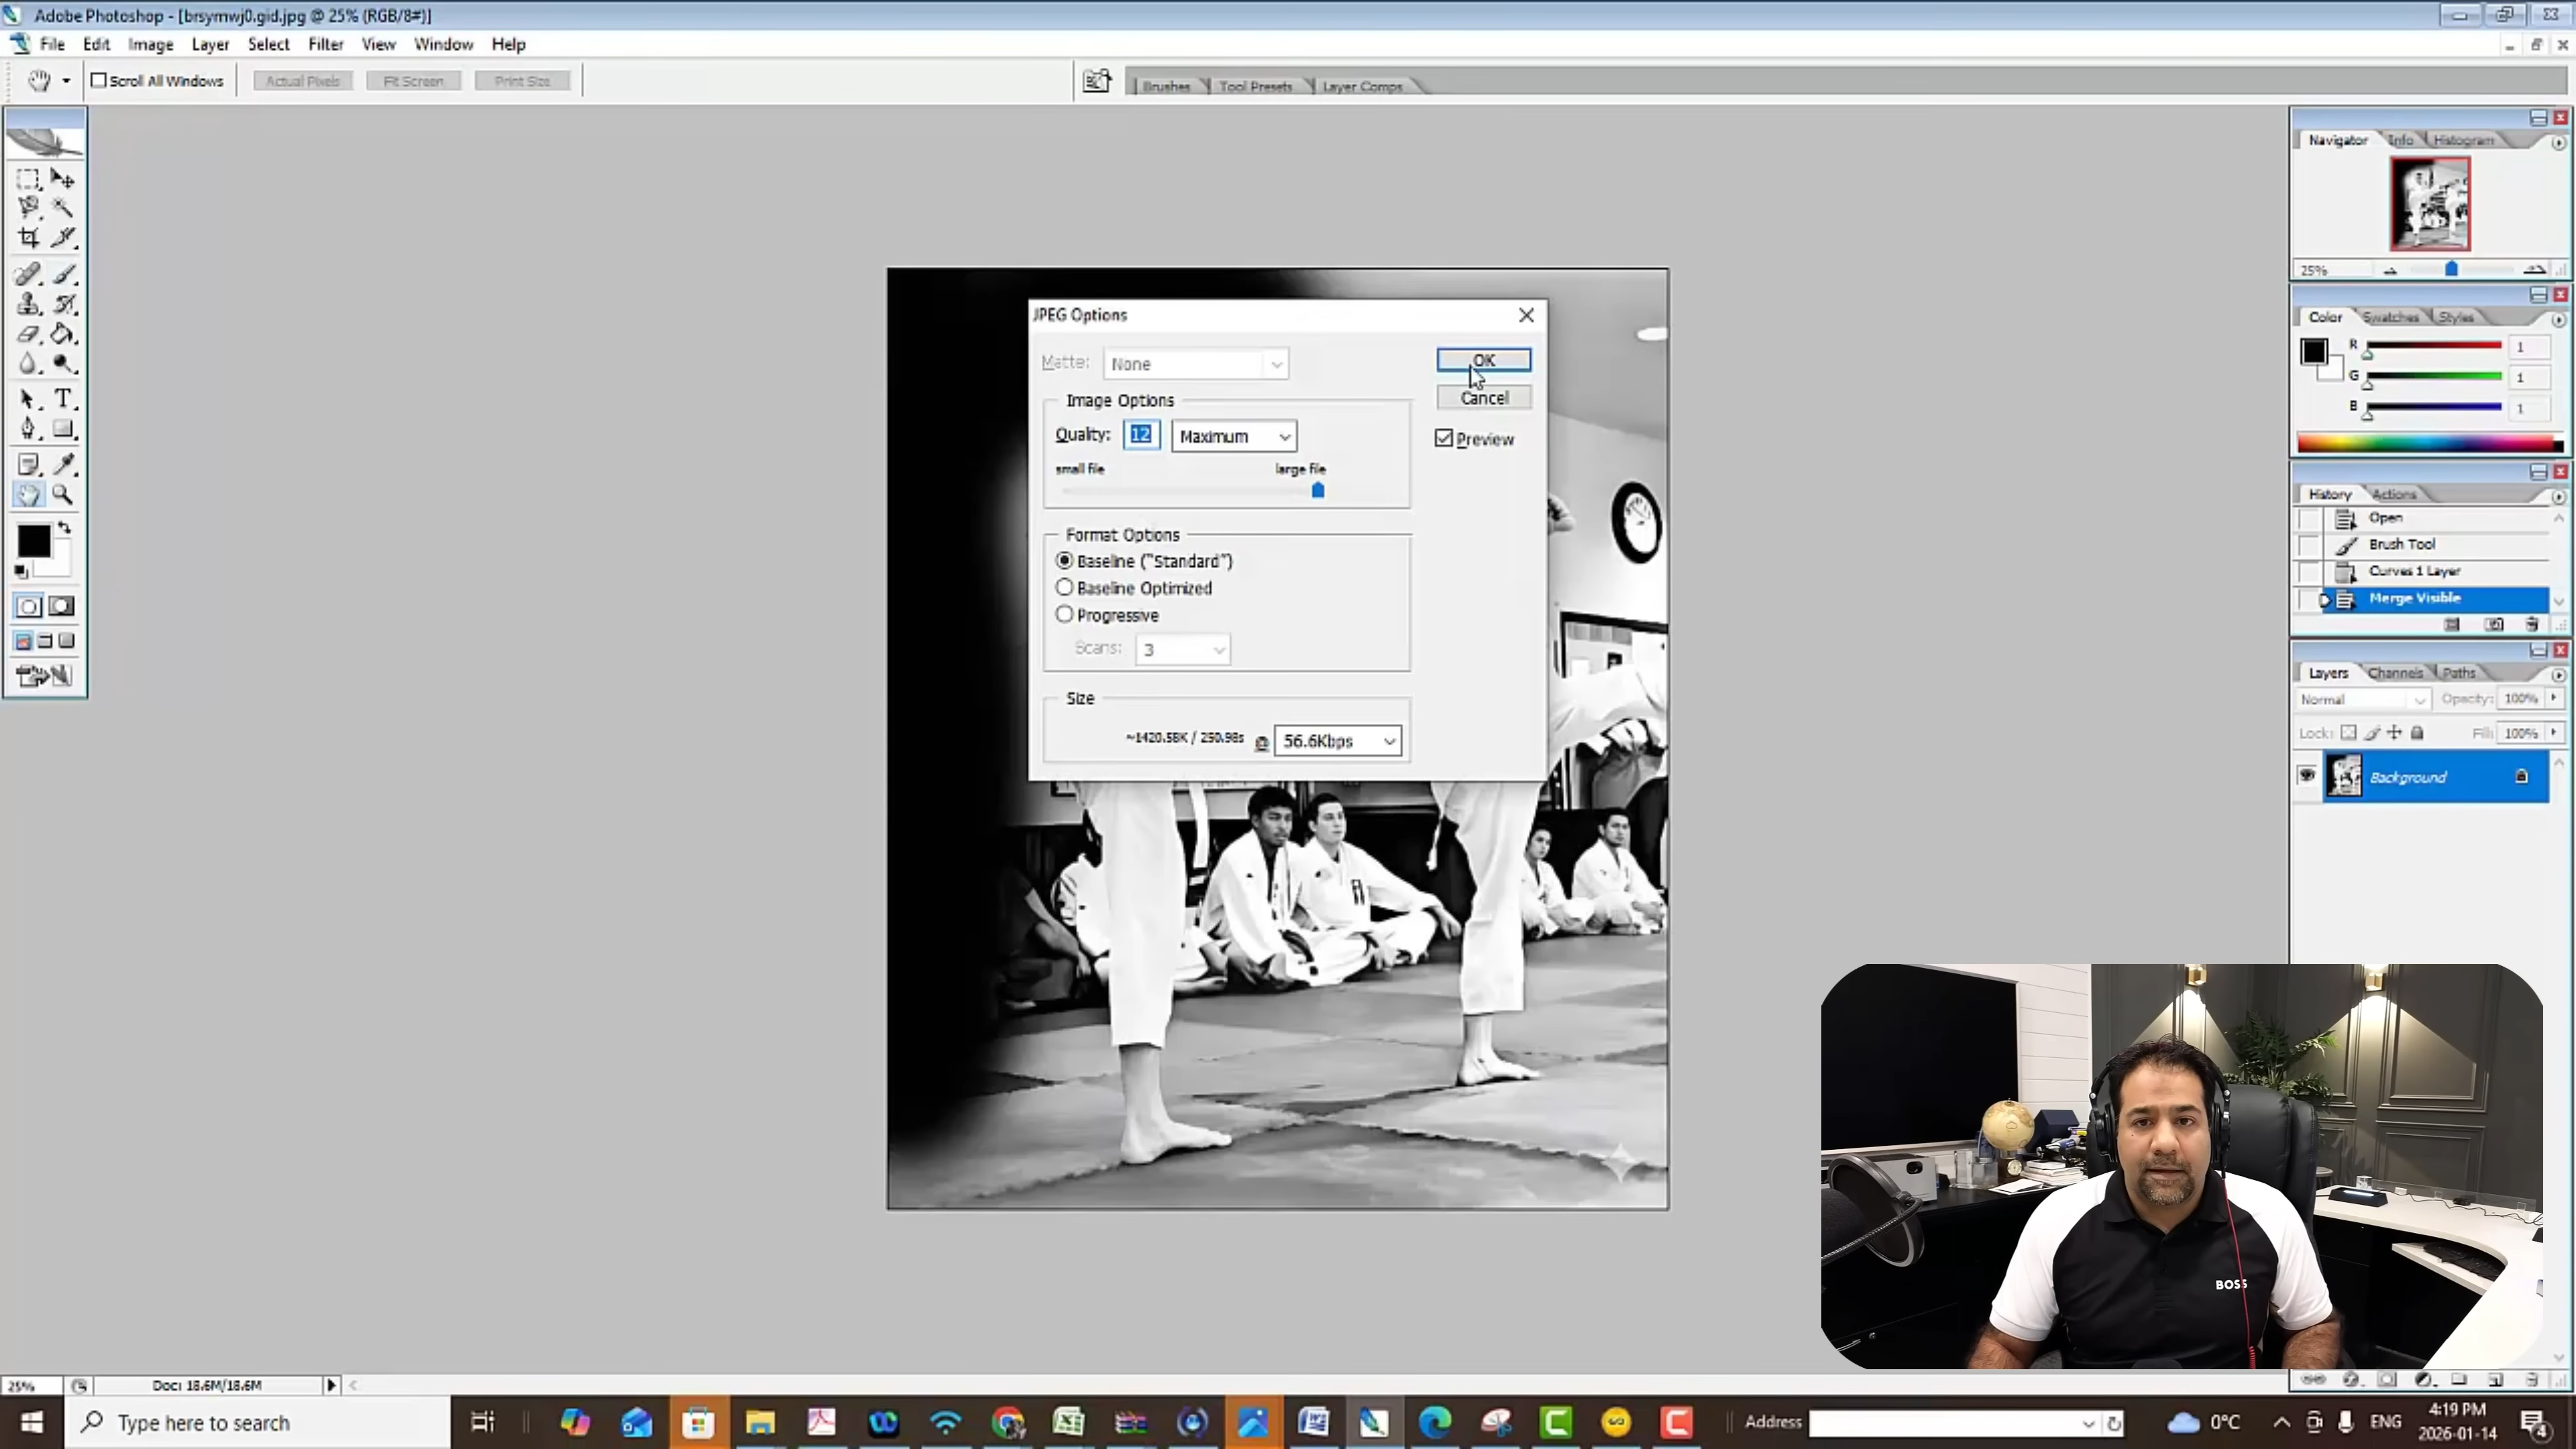 Adobe Photoshop - [brsymwj0.gid.jpg @ 25% (RGB/8#)]
File Edit Image Layer Select Filter View Window Help
Scroll All Windows Actual Pixels Fit Screen Print Size Brushes Tool Presets Layer Comps
Navigator Info Histogram
25%
Color Swatches Styles
R 1
G 1
B 1
History Actions
Open
Brush Tool
Curves 1 Layer
Merge Visible
Layers Channels Paths
Normal Opacity: 100%
Lock: Fill: 100%
Background
JPEG Options
Matte: None
OK
Cancel
Preview
Image Options
Quality: 12 Maximum
small file large file
Format Options
Baseline ("Standard")
Baseline Optimized
Progressive
Scans: 3
Size
~1420.58K / 250.98s @ 56.6Kbps
BOSS
25% Doc: 18.6M/18.6M
Type here to search
Address
0°C
ENG
4:19 PM
2026-01-14
4